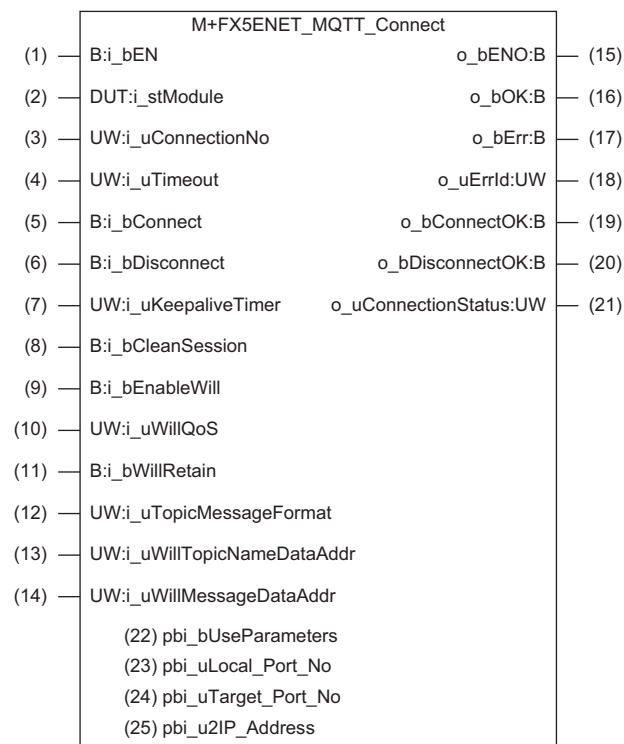 M+FX5ENET_MQTT_Connect
(1) B:i_bEN o_bENO:B (15)
(2) DUT:i_stModule o_bOK:B (16)
(3) UW:i_uConnectionNo o_bErr:B (17)
(4) UW:i_uTimeout o_uErrId:UW (18)
(5) B:i_bConnect o_bConnectOK:B (19)
(6) B:i_bDisconnect o_bDisconnectOK:B (20)
(7) UW:i_uKeepaliveTimer o_uConnectionStatus:UW (21)
(8) B:i_bCleanSession
(9) B:i_bEnableWill
(10) UW:i_uWillQoS
(11) B:i_bWillRetain
(12) UW:i_uTopicMessageFormat
(13) UW:i_uWillTopicNameDataAddr
(14) UW:i_uWillMessageDataAddr
(22) pbi_bUseParameters
(23) pbi_uLocal_Port_No
(24) pbi_uTarget_Port_No
(25) pbi_u2IP_Address